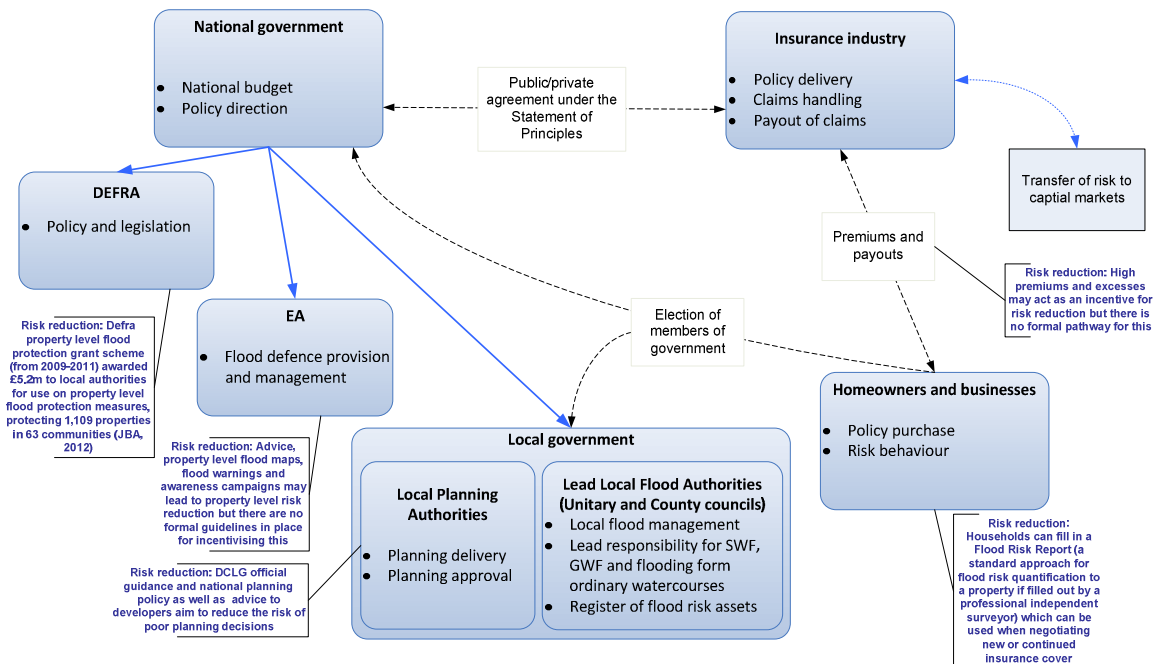 National government
• National budget
• Policy direction
Public/private
agreement under the
Statement of
Principles
Insurance industry
• Policy delivery
• Claims handling
• Payout of claims
Transfer of risk to
captial markets
DEFRA
• Policy and legislation
Premiums and
payouts
Risk reduction: High
premiums and excesses
may act as an incentive for
risk reduction but there is
no formal pathway for this
EA
• Flood defence provision
and management
Election of
members of
government
Risk reduction: Defra
property level flood
protection grant scheme
(from 2009-2011) awarded
£5.2m to local authorities
for use on property level
flood protection measures,
protecting 1,109 properties
in 63 communities (JBA,
2012)
Homeowners and businesses
• Policy purchase
• Risk behaviour
Risk reduction: Advice,
property level flood maps,
flood warnings and
awareness campaigns may
lead to property level risk
reduction but there are no
formal guidelines in place
for incentivising this
Local government
Local Planning
Authorities
• Planning delivery
• Planning approval
Lead Local Flood Authorities
(Unitary and County councils)
• Local flood management
• Lead responsibility for SWF,
GWF and flooding form
ordinary watercourses
• Register of flood risk assets
Risk reduction: DCLG official
guidance and national planning
policy as well as advice to
developers aim to reduce the risk of
poor planning decisions
Risk reduction:
Households can fill in a
Flood Risk Report (a
standard approach for
flood risk quantification to
a property if filled out by a
professional independent
surveyor) which can be
used when negotiating
new or continued
insurance cover